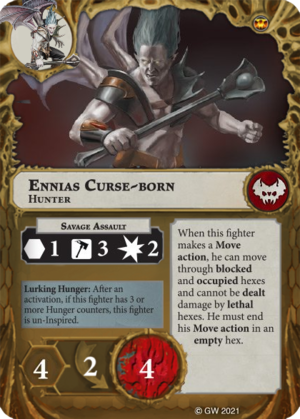 Ennias Curse-born
Hunter
Savage Assault
1 3 2
Lurking Hunger: After an
activation, if this fighter has 3 or
more Hunger counters, this fighter
is un-Inspired.
When this fighter
makes a Move
action, he can move
through blocked
and occupied hexes
and cannot be dealt
damage by lethal
hexes. He must end
his Move action in an
empty hex.
4 2 4
© GW 2021